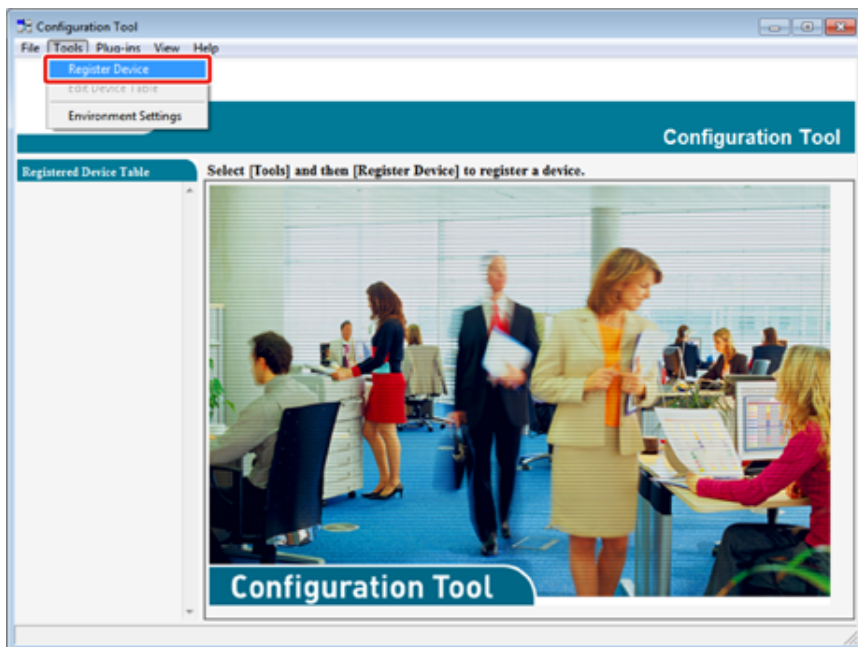 Configuration Tool
File Tools Plug-ins View Help
Register Device
Edit Device Table
Environment Settings
Configuration Tool
Registered Device Table
Select [Tools] and then [Register Device] to register a device.
Configuration Tool